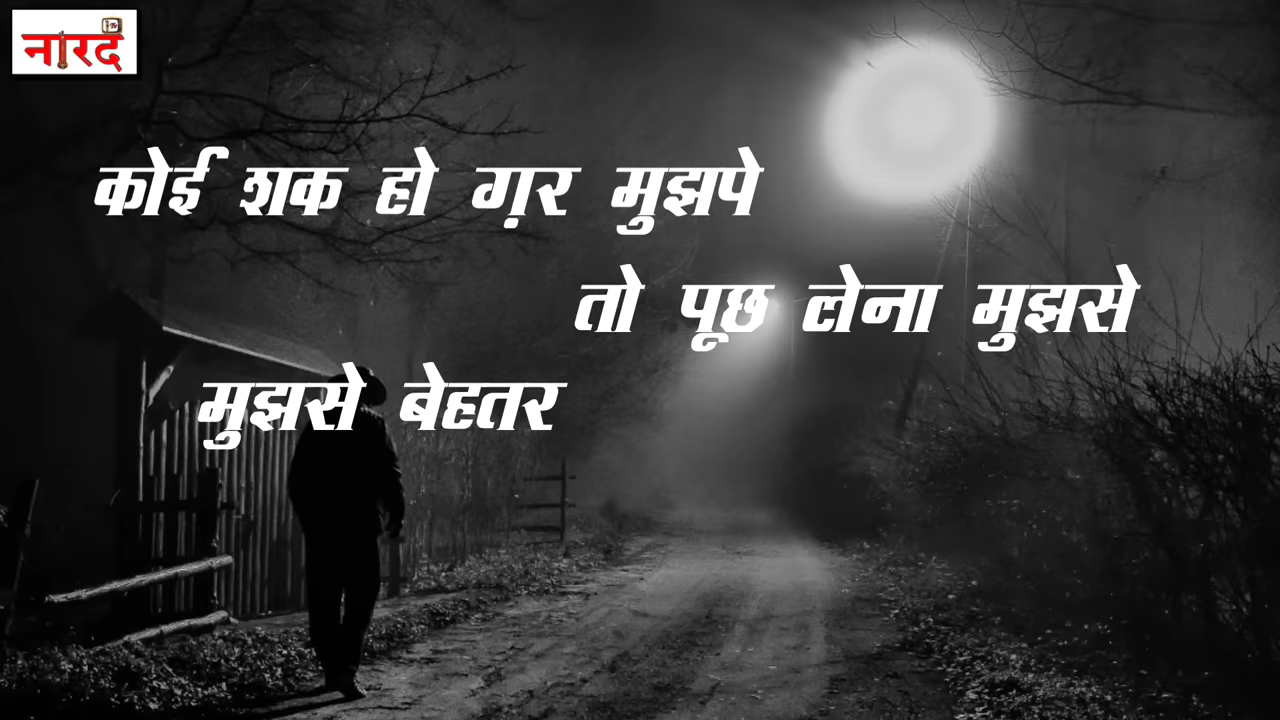 नारद
कोई शक हो ग़र मुझपे
तो पूछ लेना मुझसे
मुझसे बेहतर